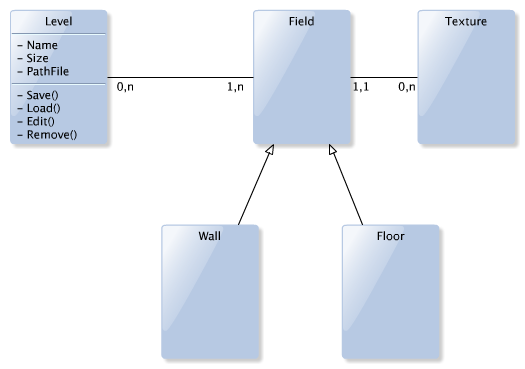 Level
- Name
- Size
- PathFile
- Save()
- Load()
- Edit()
- Remove()
0,n
1,n
Field
1,1
0,n
Texture
Wall
Floor